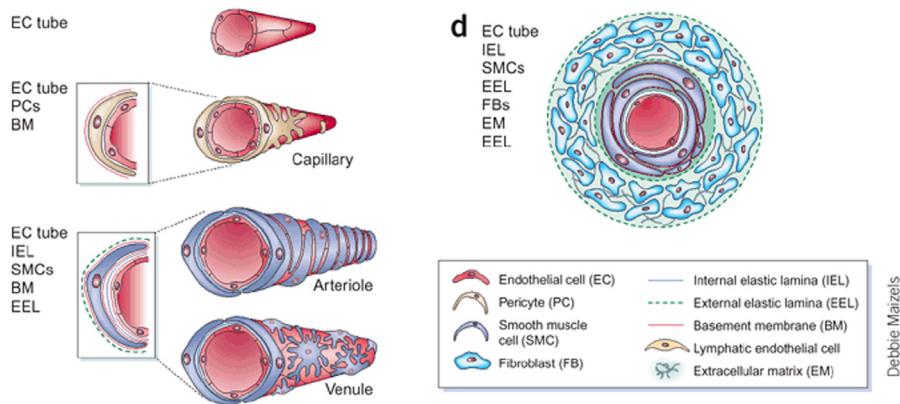 EC tube
EC tube
PCs
BM
Capillary
EC tube
IEL
SMCs
BM
EEL
Arteriole
Venule
d
EC tube
IEL
SMCs
EEL
FBs
EM
EEL
Endothelial cell (EC)
Pericyte (PC)
Smooth muscle
cell (SMC)
Fibroblast (FB)
Internal elastic lamina (IEL)
External elastic lamina (EEL)
Basement membrane (BM)
Lymphatic endothelial cell
Extracellular matrix (EM)
Debbie Maizels